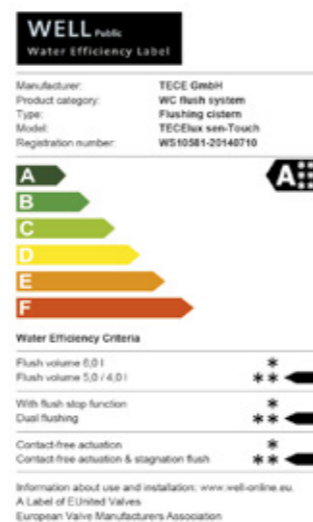 WELL Public
Water Efficiency Label
Manufacturer: TECE GmbH
Product category: WC flush system
Type: Flushing cistern
Model: TECElux sen-Touch
Registration number: WS10581-20140710
A
A
B
C
D
E
F
Water Efficiency Criteria
Flush volume 6,0 l *
Flush volume 5,0 / 4,0 l **
With flush stop function *
Dual flushing **
Contact-free actuation *
Contact-free actuation & stagnation flush **
Information about use and installation: www.well-online.eu
A Label of EUnited Valves
European Valve Manufacturers Association